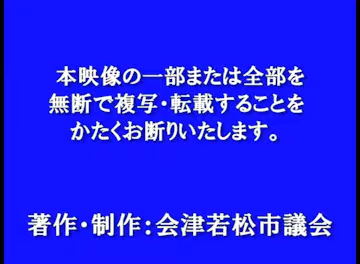 本映像の一部または全部を
無断で複写・転載することを
かたくお断りいたします。
著作・制作：会津若松市議会